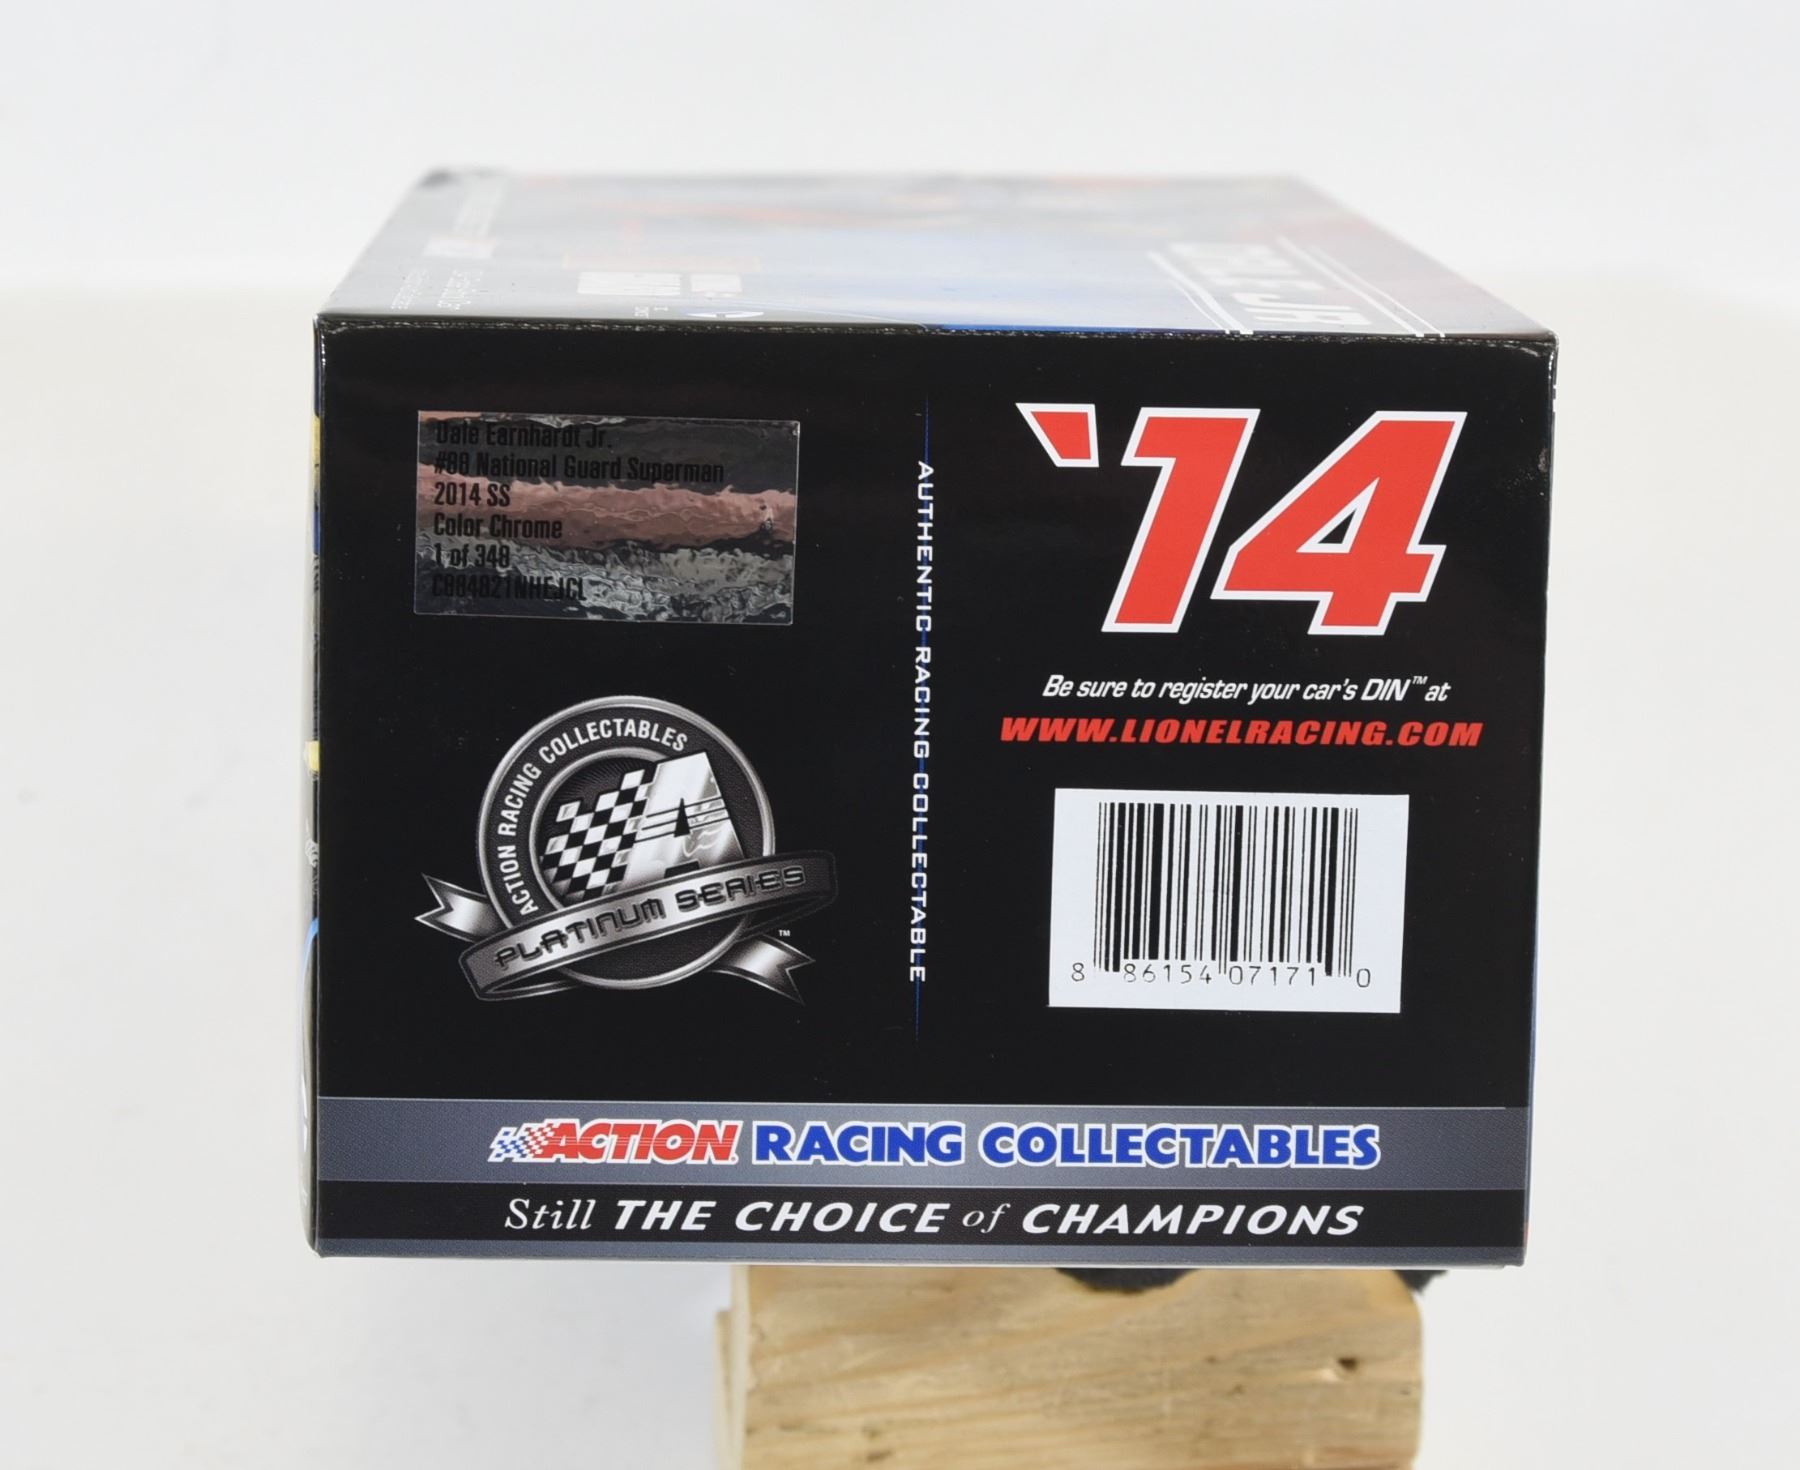 Dale Earnhardt Jr.
#88 National Guard Superman
2014 SS
Color Chrome
1 of 348
C884821NHEJCL
ACTION RACING COLLECTABLES
A
PLATINUM SERIES
™
AUTHENTIC RACING COLLECTABLE
'14
Be sure to register your car's DIN™ at
WWW.LIONELRACING.COM
8 86154 07171 0
ACTION RACING COLLECTABLES
Still THE CHOICE of CHAMPIONS
JR